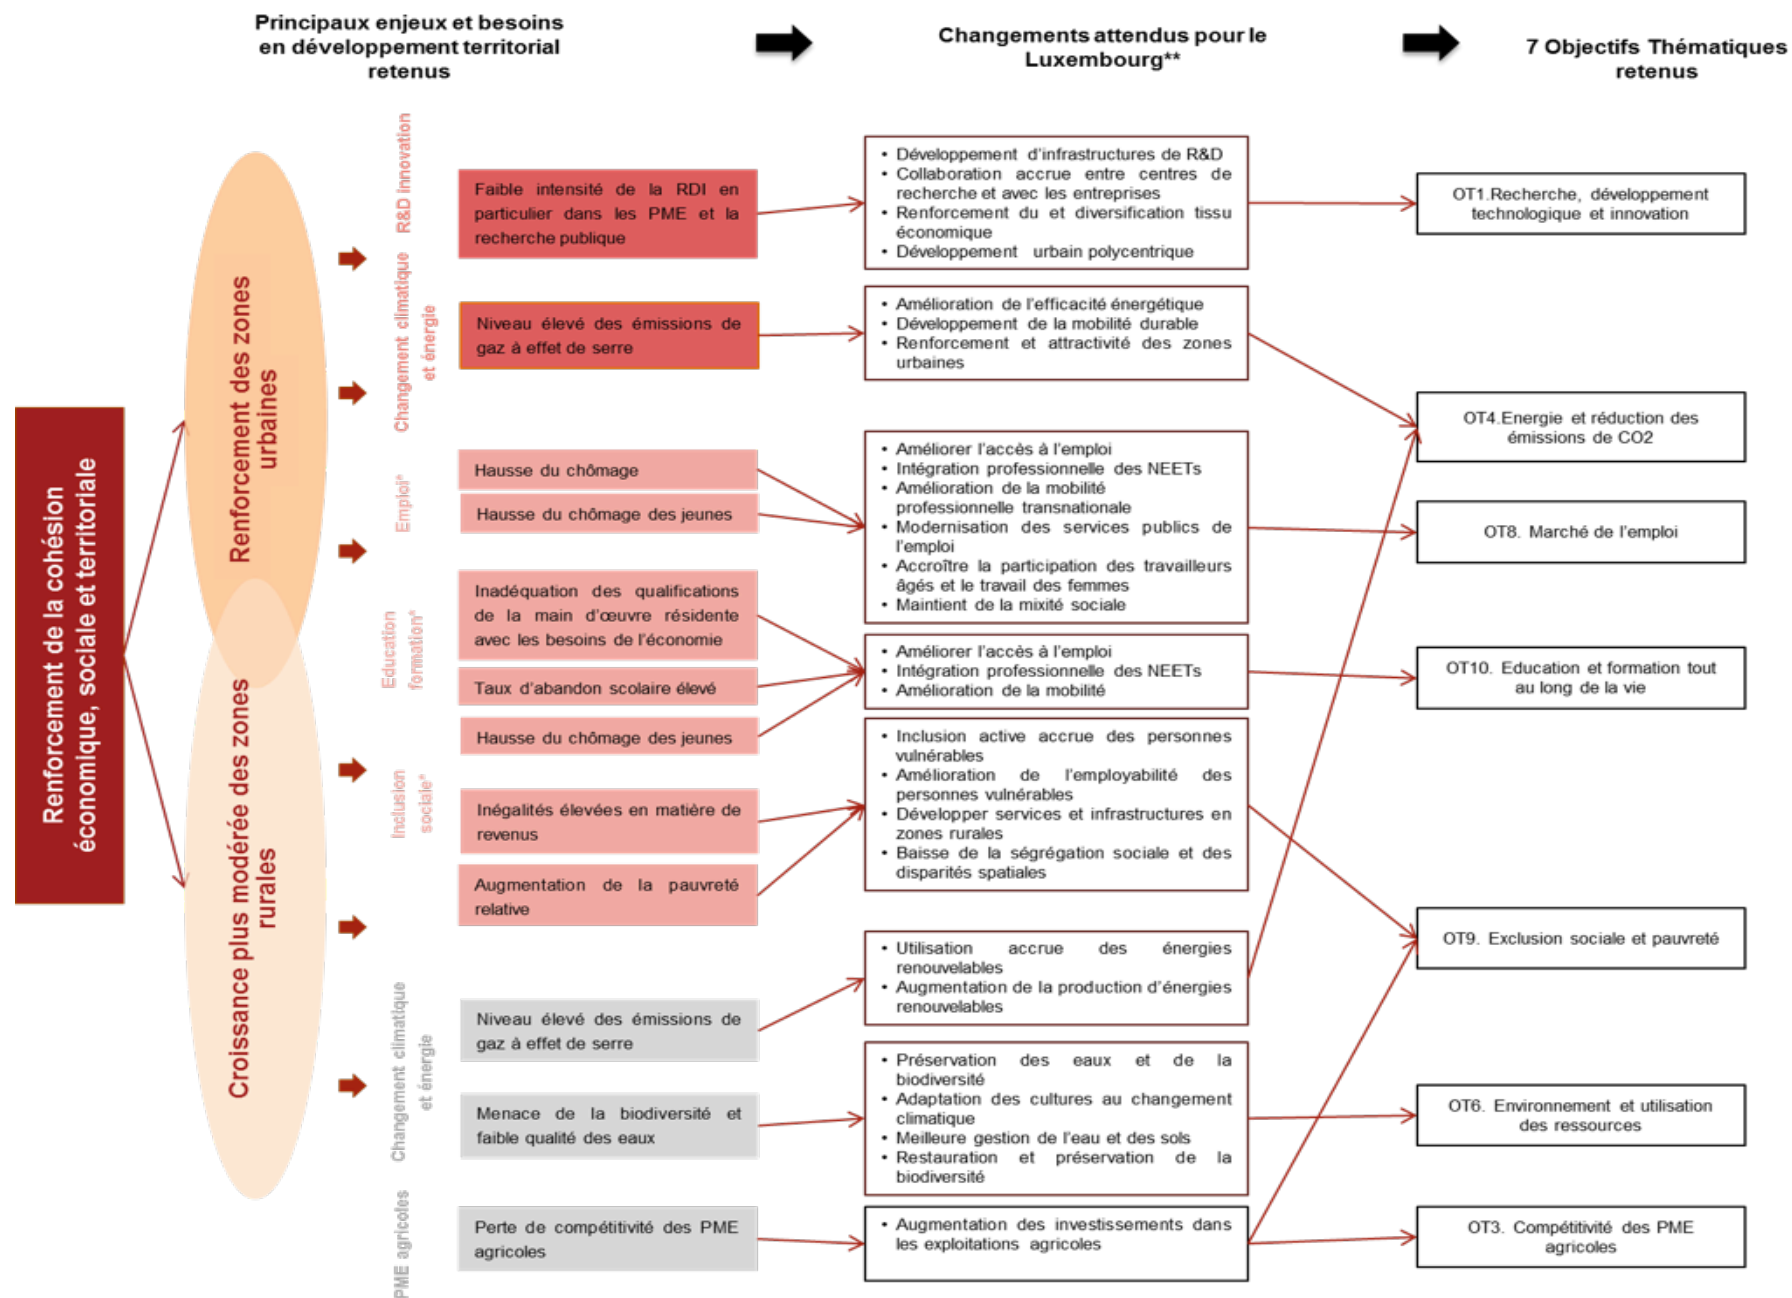 Principaux enjeux et besoins
en développement territorial
retenus
Changements attendus pour le
Luxembourg**
7 Objectifs Thématiques
retenus
Renforcement de la cohésion
économique, sociale et territoriale
Renforcement des zones
urbaines
Croissance plus modérée des zones
rurales
R&D innovation
Changement climatique
et énergie
Emploi*
Education
formation*
Inclusion
sociale*
Changement climatique
et énergie
PME agricoles
Faible intensité de la RDI en
particulier dans les PME et la
recherche publique
Niveau élevé des émissions de
gaz à effet de serre
Hausse du chômage
Hausse du chômage des jeunes
Inadéquation des qualifications
de la main d'œuvre résidente
avec les besoins de l'économie
Taux d'abandon scolaire élevé
Hausse du chômage des jeunes
Inégalités élevées en matière de
revenus
Augmentation de la pauvreté
relative
Niveau élevé des émissions de
gaz à effet de serre
Menace de la biodiversité et
faible qualité des eaux
Perte de compétitivité des PME
agricoles
• Développement d'infrastructures de R&D
• Collaboration accrue entre centres de
recherche et avec les entreprises
• Renforcement du et diversification tissu
économique
• Développement urbain polycentrique
• Amélioration de l'efficacité énergétique
• Développement de la mobilité durable
• Renforcement et attractivité des zones
urbaines
• Améliorer l'accès à l'emploi
• Intégration professionnelle des NEETs
• Amélioration de la mobilité
professionnelle transnationale
• Modernisation des services publics de
l'emploi
• Accroître la participation des travailleurs
âgés et le travail des femmes
• Maintient de la mixité sociale
• Améliorer l'accès à l'emploi
• Intégration professionnelle des NEETs
• Amélioration de la mobilité
• Inclusion active accrue des personnes
vulnérables
• Amélioration de l'employabilité des
personnes vulnérables
• Développer services et infrastructures en
zones rurales
• Baisse de la ségrégation sociale et des
disparités spatiales
• Utilisation accrue des énergies
renouvelables
• Augmentation de la production d'énergies
renouvelables
• Préservation des eaux et de la
biodiversité
• Adaptation des cultures au changement
climatique
• Meilleure gestion de l'eau et des sols
• Restauration et préservation de la
biodiversité
• Augmentation des investissements dans
les exploitations agricoles
OT1.Recherche, développement
technologique et innovation
OT4.Energie et réduction des
émissions de CO2
OT8. Marché de l'emploi
OT10. Education et formation tout
au long de la vie
OT9. Exclusion sociale et pauvreté
OT6. Environnement et utilisation
des ressources
OT3. Compétitivité des PME
agricoles